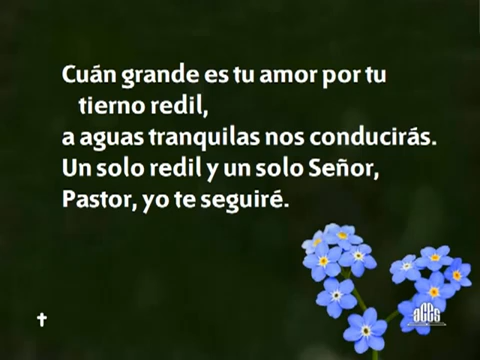 Cuán grande es tu amor por tu
tierno redil,
a aguas tranquilas nos conducirás.
Un solo redil y un solo Señor,
Pastor, yo te seguiré.
aces